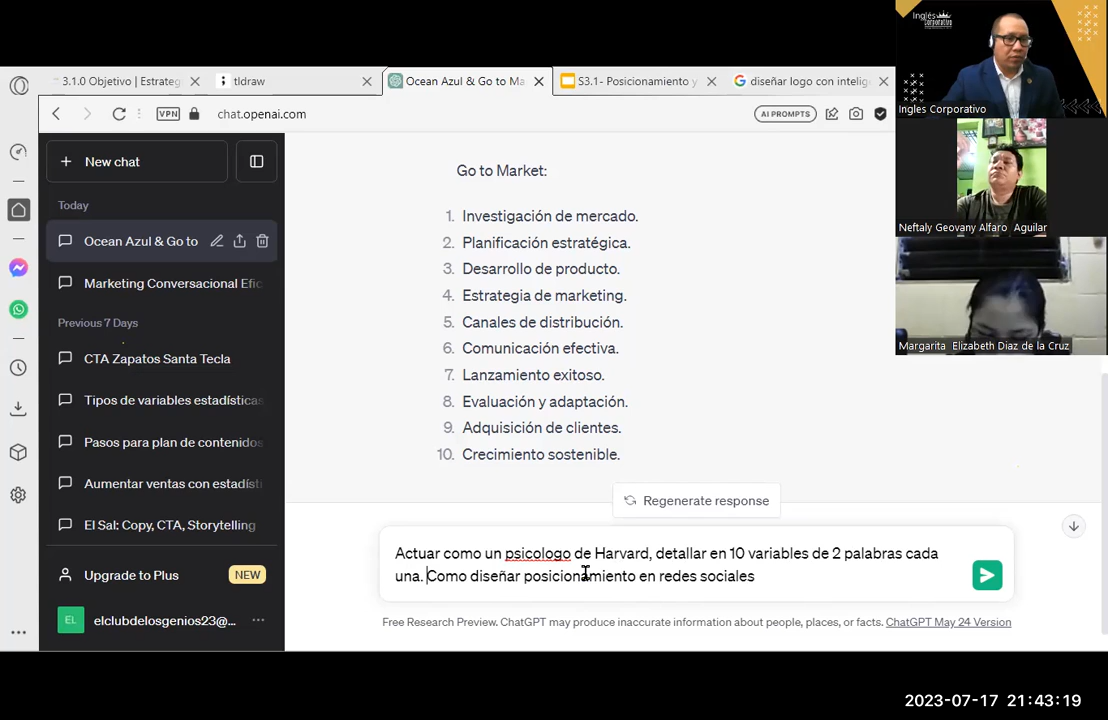 3.1.0 Objetivo | Estrateg
tldraw
Ocean Azul & Go to Ma
S3.1- Posicionamiento y
diseñar logo con intelig
VPN
chat.openai.com
AI PROMPTS
New chat
Today
Ocean Azul & Go to
Marketing Conversacional Efic
Previous 7 Days
CTA Zapatos Santa Tecla
Tipos de variables estadísticas
Pasos para plan de contenidos
Aumentar ventas con estadísti
El Sal: Copy, CTA, Storytelling
Upgrade to Plus
NEW
EL
elclubdelosgenios23@...
Go to Market:
1. Investigación de mercado.
2. Planificación estratégica.
3. Desarrollo de producto.
4. Estrategia de marketing.
5. Canales de distribución.
6. Comunicación efectiva.
7. Lanzamiento exitoso.
8. Evaluación y adaptación.
9. Adquisición de clientes.
10. Crecimiento sostenible.
Regenerate response
Actuar como un psicologo de Harvard, detallar en 10 variables de 2 palabras cada
una. Como diseñar posicionamiento en redes sociales
Free Research Preview. ChatGPT may produce inaccurate information about people, places, or facts. ChatGPT May 24 Version
Inglés
Corporativo
Ingles Corporativo
Neftaly Geovany Alfaro Aguilar
Margarita Elizabeth Diaz de la Cruz
2023-07-17 21:43:19